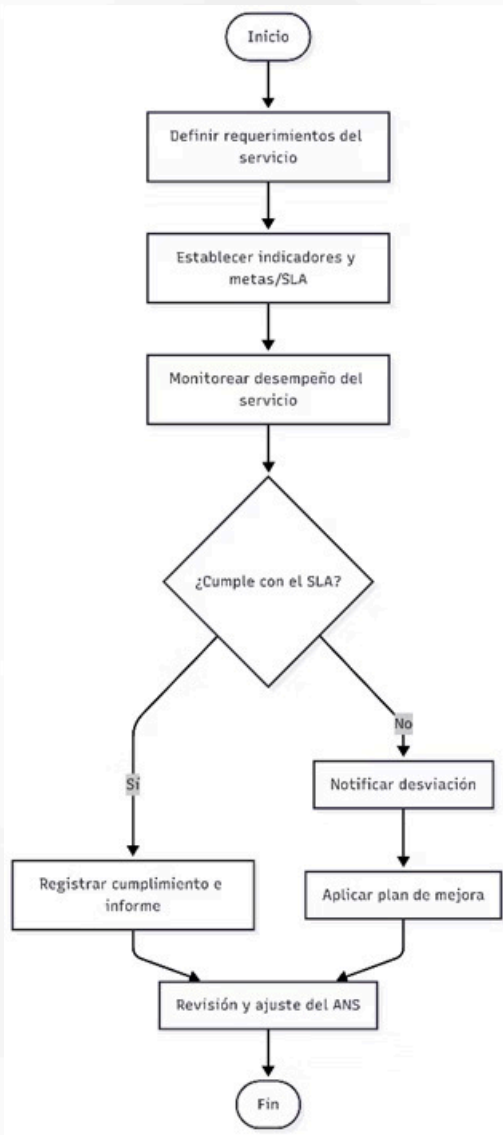 Inicio
Definir requerimientos del
servicio
Establecer indicadores y
metas/SLA
Monitorear desempeño del
servicio
¿Cumple con el SLA?
No
Sí
Notificar desviación
Registrar cumplimiento e
informe
Aplicar plan de mejora
Revisión y ajuste del ANS
Fin